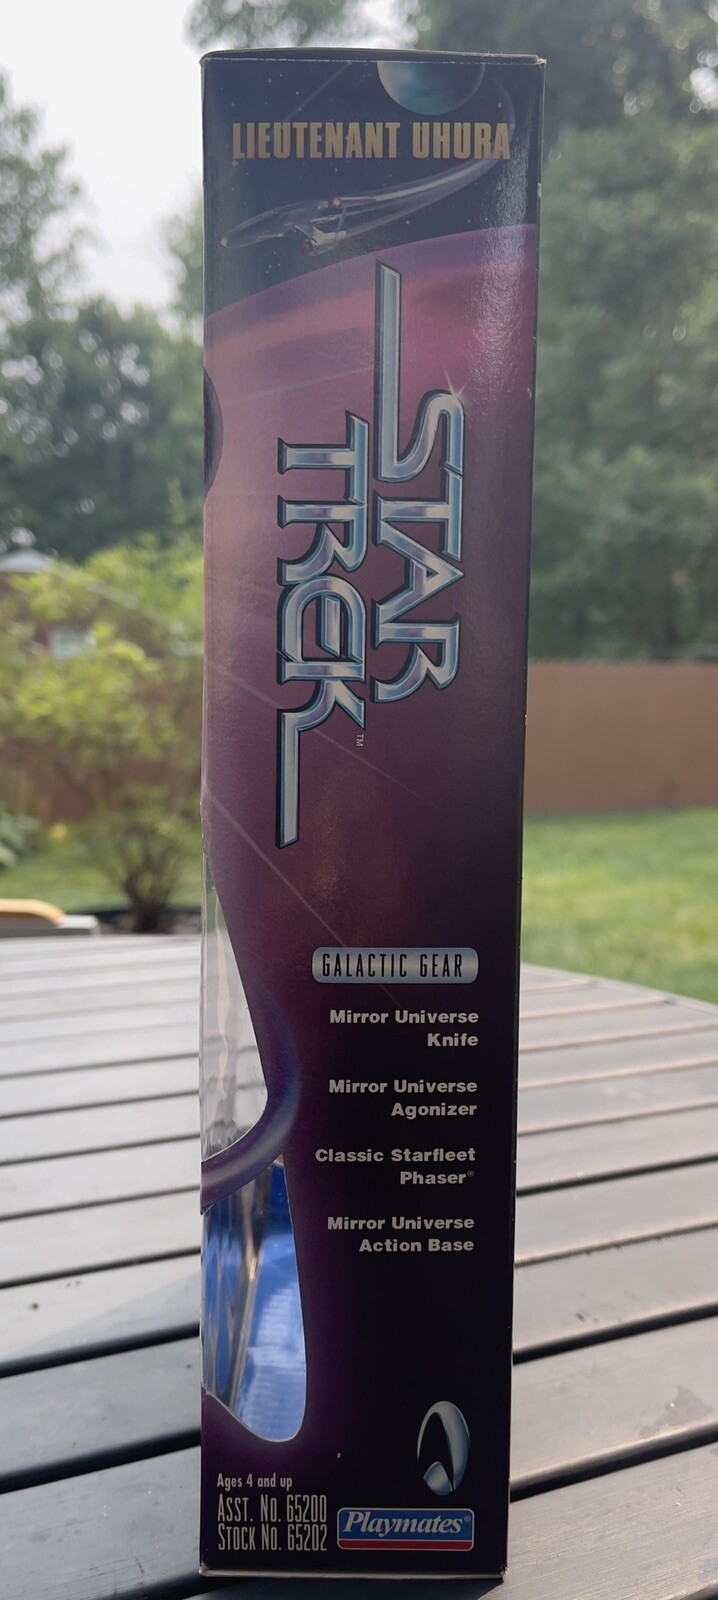 LIEUTENANT UHURA
STAR
TREK™
GALACTIC GEAR
Mirror Universe
Knife
Mirror Universe
Agonizer
Classic Starfleet
Phaser®
Mirror Universe
Action Base
Ages 4 and up
ASST. NO. 65200
STOCK NO. 65202
Playmates®